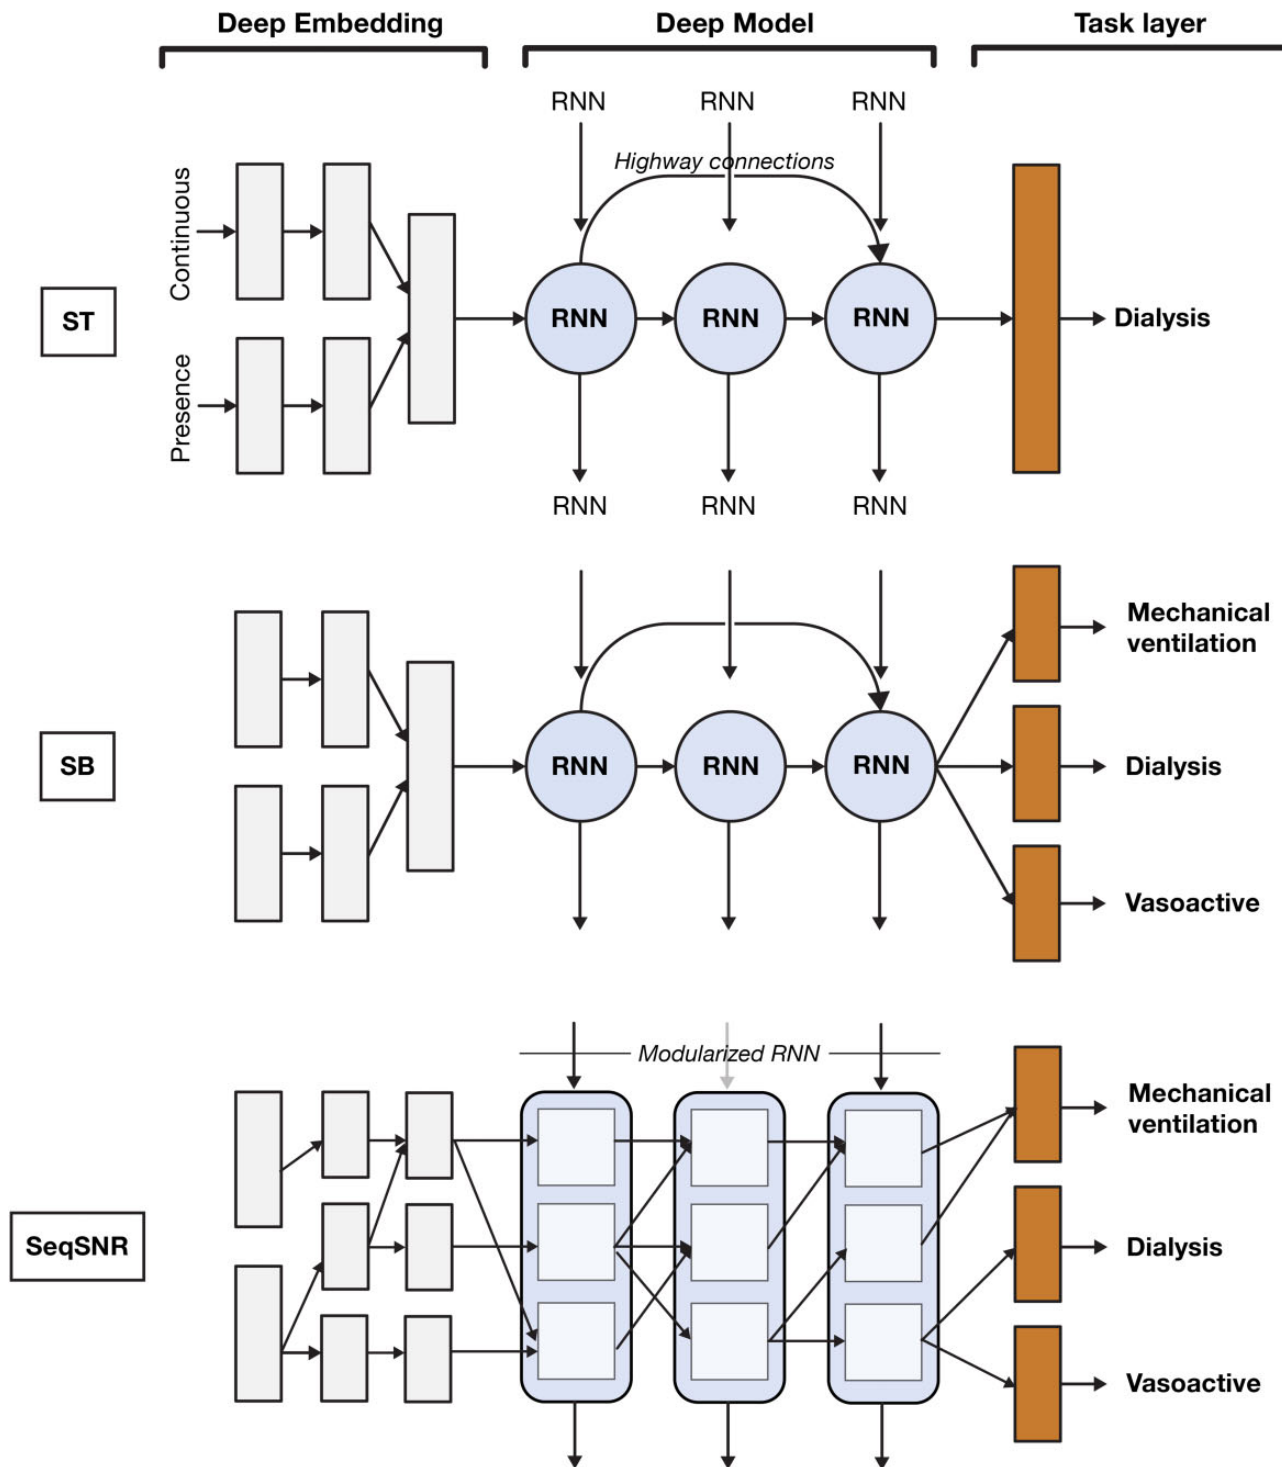 Deep Embedding
Deep Model
Task layer
RNN
RNN
RNN
Highway connections
Continuous
Presence
ST
RNN
RNN
RNN
Dialysis
RNN
RNN
RNN
SB
RNN
RNN
RNN
Mechanical
ventilation
Dialysis
Vasoactive
Modularized RNN
SeqSNR
Mechanical
ventilation
Dialysis
Vasoactive